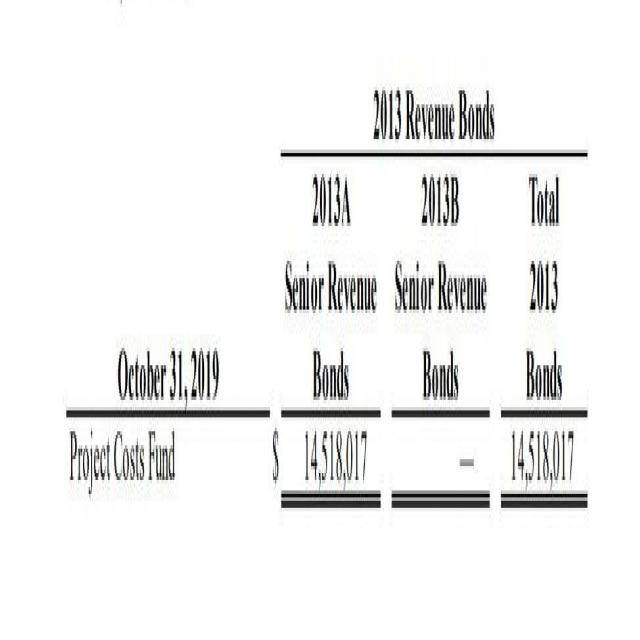 2013 Revenue Bonds
2013A 2013B Total
Senior Revenue Senior Revenue 2013
October 31, 2019 Bonds Bonds Bonds
Project Costs Fund $ 14,518,017 — 14,518,017